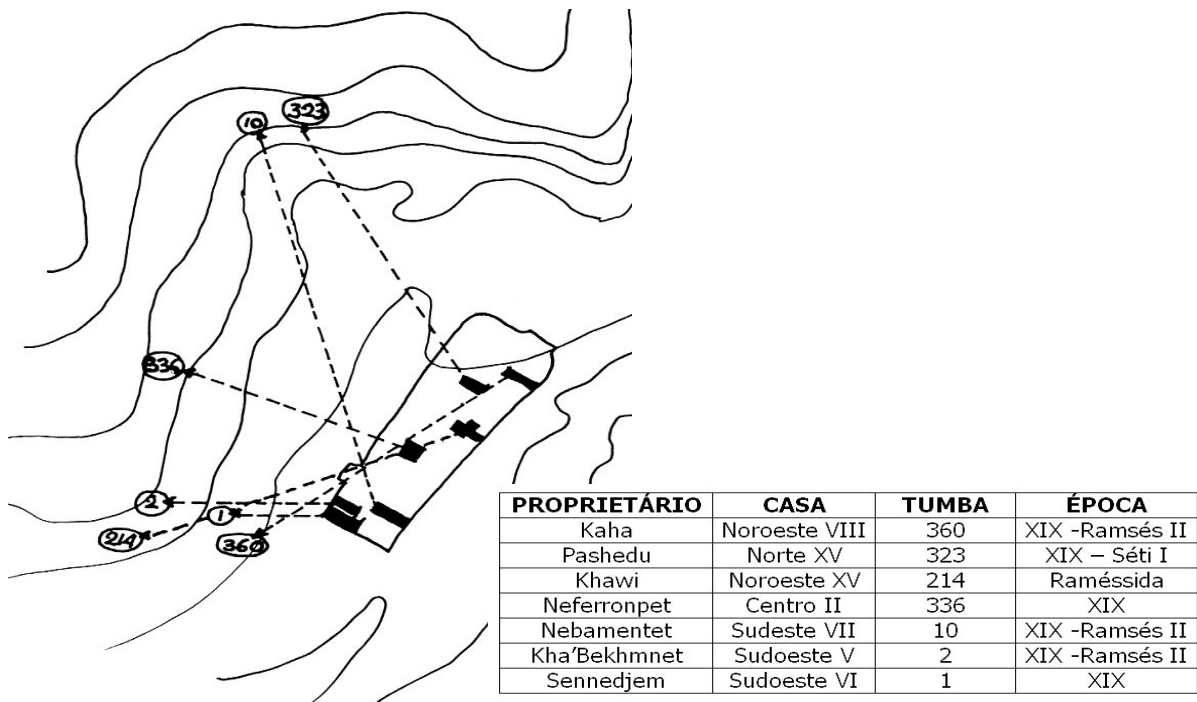 10
323
336
2
1
214
360
PROPRIETÁRIO CASA TUMBA ÉPOCA
Kaha Noroeste VIII 360 XIX -Ramsés II
Pashedu Norte XV 323 XIX – Séti I
Khawi Noroeste XV 214 Raméssida
Neferronpet Centro II 336 XIX
Nebamentet Sudeste VII 10 XIX -Ramsés II
Kha’Bekhmnet Sudoeste V 2 XIX -Ramsés II
Sennedjem Sudoeste VI 1 XIX